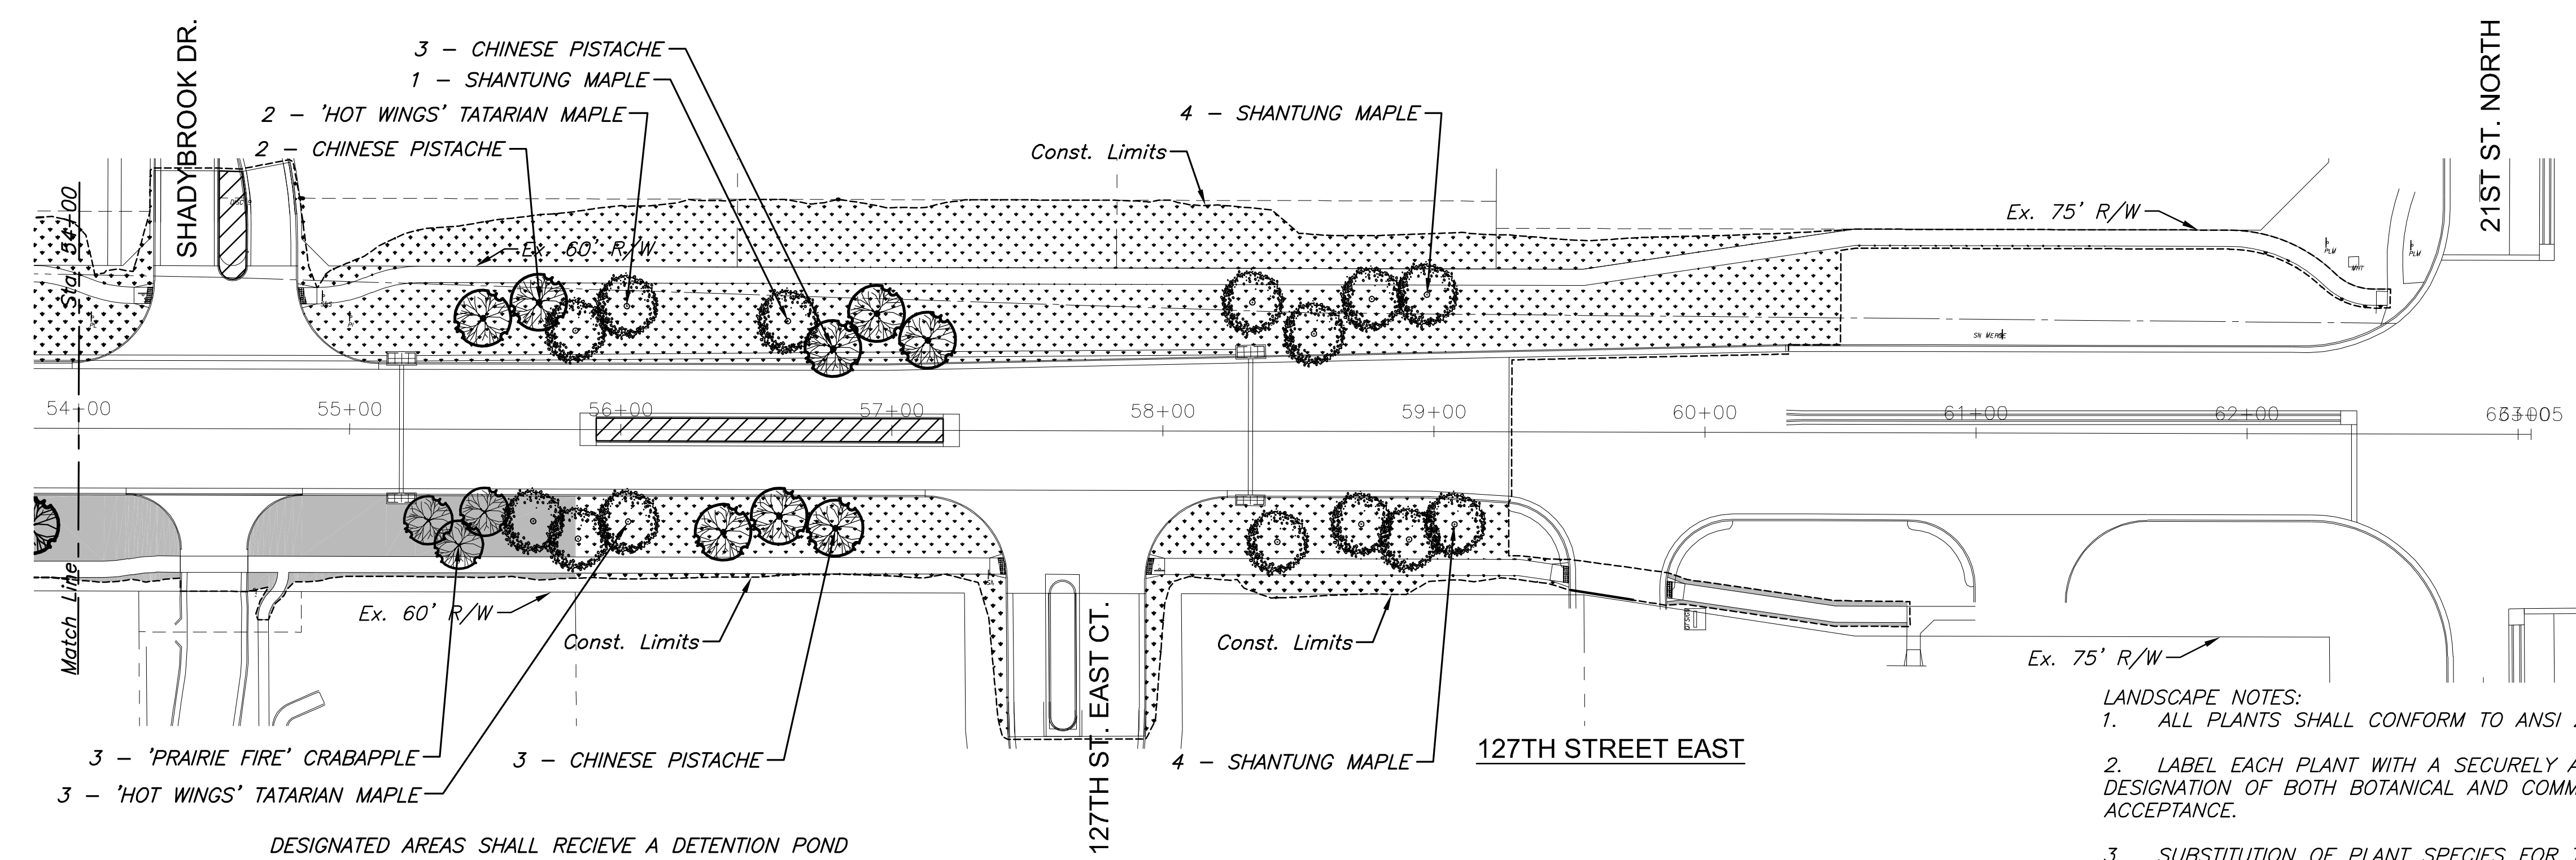 SHADYBROOK DR.
3 - CHINESE PISTACHE
1 - SHANTUNG MAPLE
2 - 'HOT WINGS' TATARIAN MAPLE
2 - CHINESE PISTACHE
4 - SHANTUNG MAPLE
Const. Limits
21ST ST. NORTH
Ex. 75' R/W
Ex. 60' R/W
Match Line - Sta. 54+00
SN MERGE
54+00
55+00
56+00
57+00
58+00
59+00
60+00
61+00
62+00
Ex. 60' R/W
Const. Limits
127TH ST. EAST CT.
Const. Limits
Ex. 75' R/W
3 - 'PRAIRIE FIRE' CRABAPPLE
3 - CHINESE PISTACHE
4 - SHANTUNG MAPLE
127TH STREET EAST
3 - 'HOT WINGS' TATARIAN MAPLE
DESIGNATED AREAS SHALL RECIEVE A DETENTION POND
LANDSCAPE NOTES:
1. ALL PLANTS SHALL CONFORM TO ANSI
2. LABEL EACH PLANT WITH A SECURELY
DESIGNATION OF BOTH BOTANICAL AND COMM
ACCEPTANCE.
3 SUBSTITUTION OF PLANT SPECIES FOR